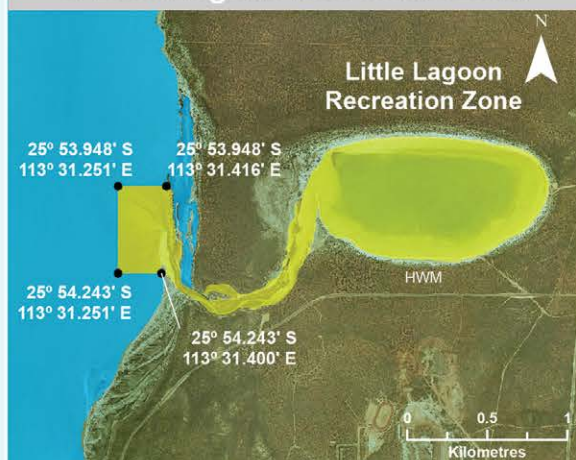 N
Little Lagoon
Recreation Zone
25º 53.948' S
113º 31.251' E
25º 53.948' S
113º 31.416' E
25º 54.243' S
113º 31.251' E
25º 54.243' S
113º 31.400' E
HWM
0 0.5 1
Kilometres